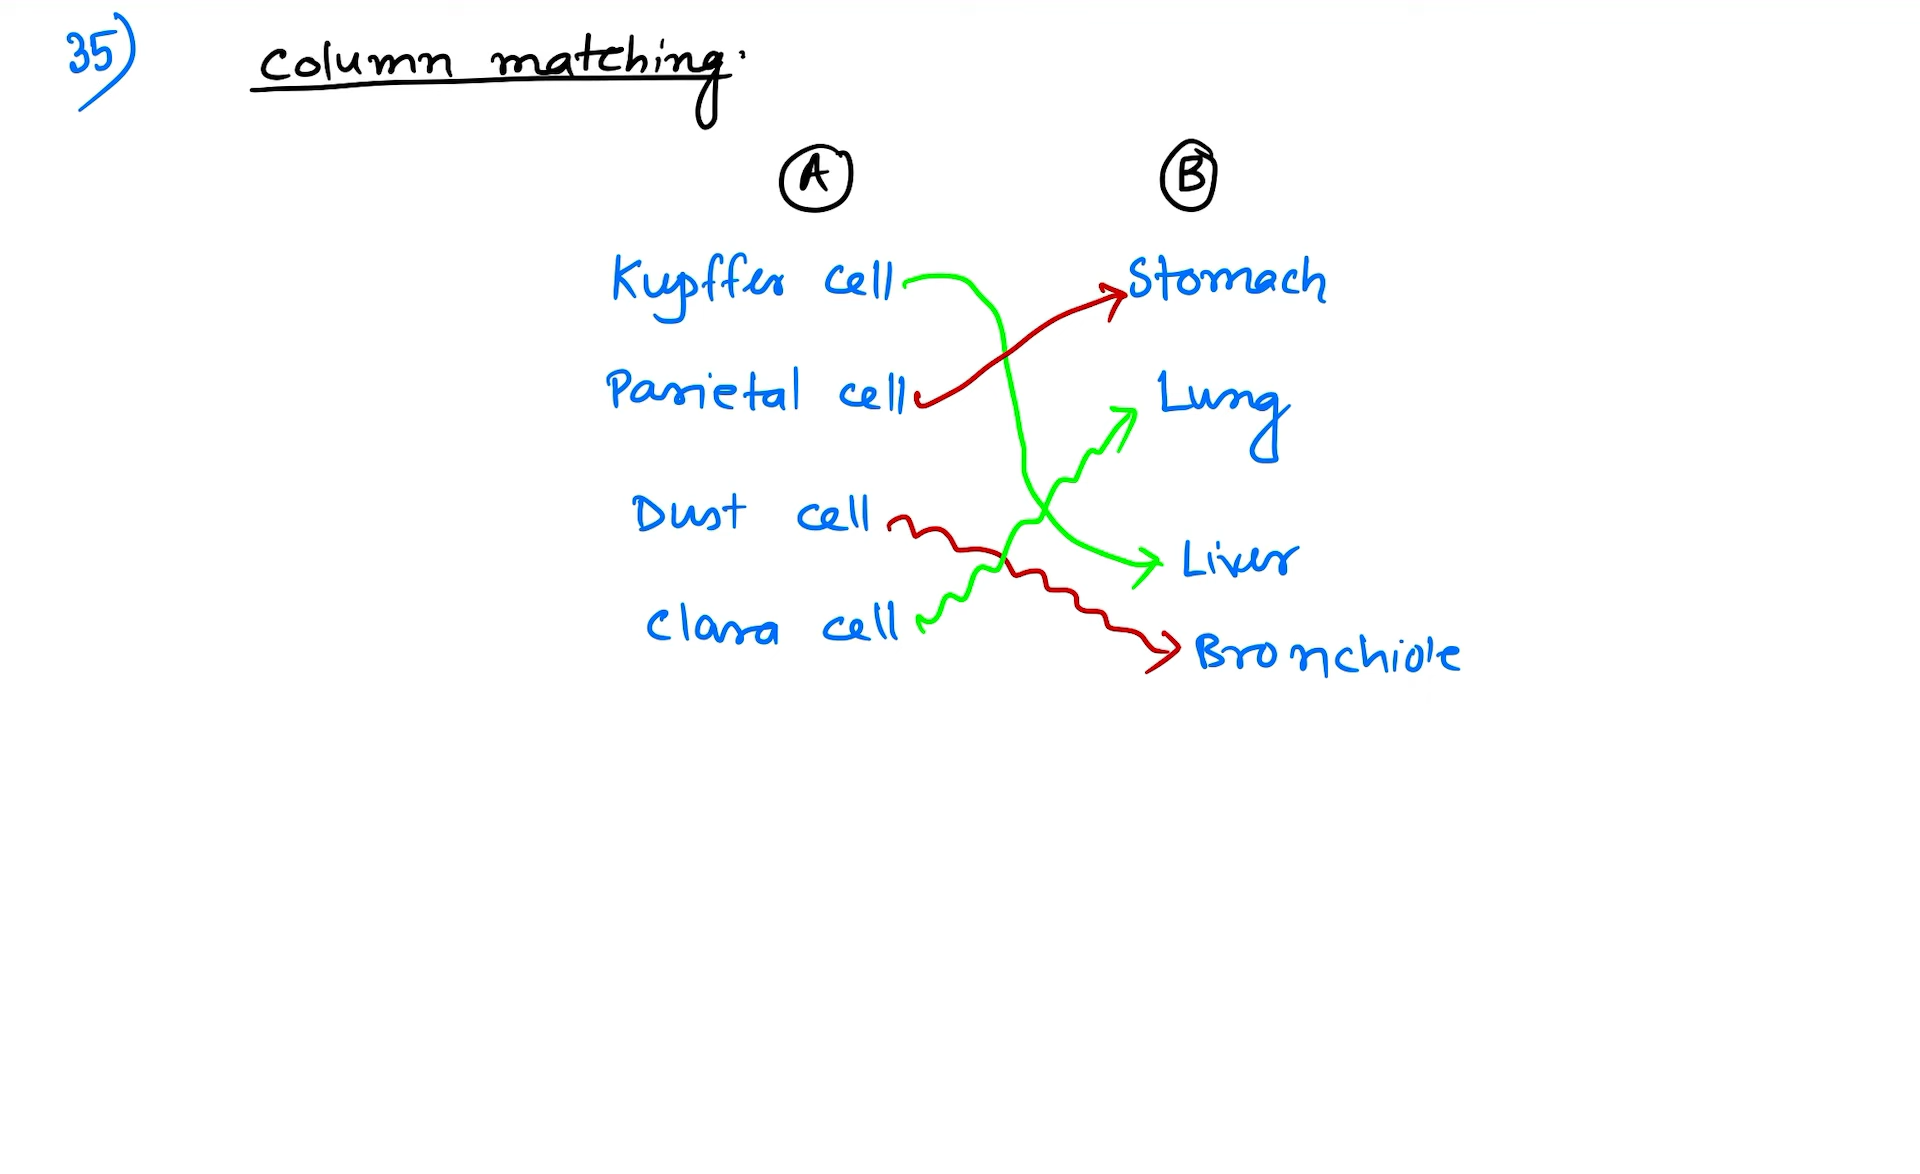 35) Column matching.
A B
Kupffer cell Stomach
Parietal cell Lung
Dust cell Liver
Clara cell Bronchiole